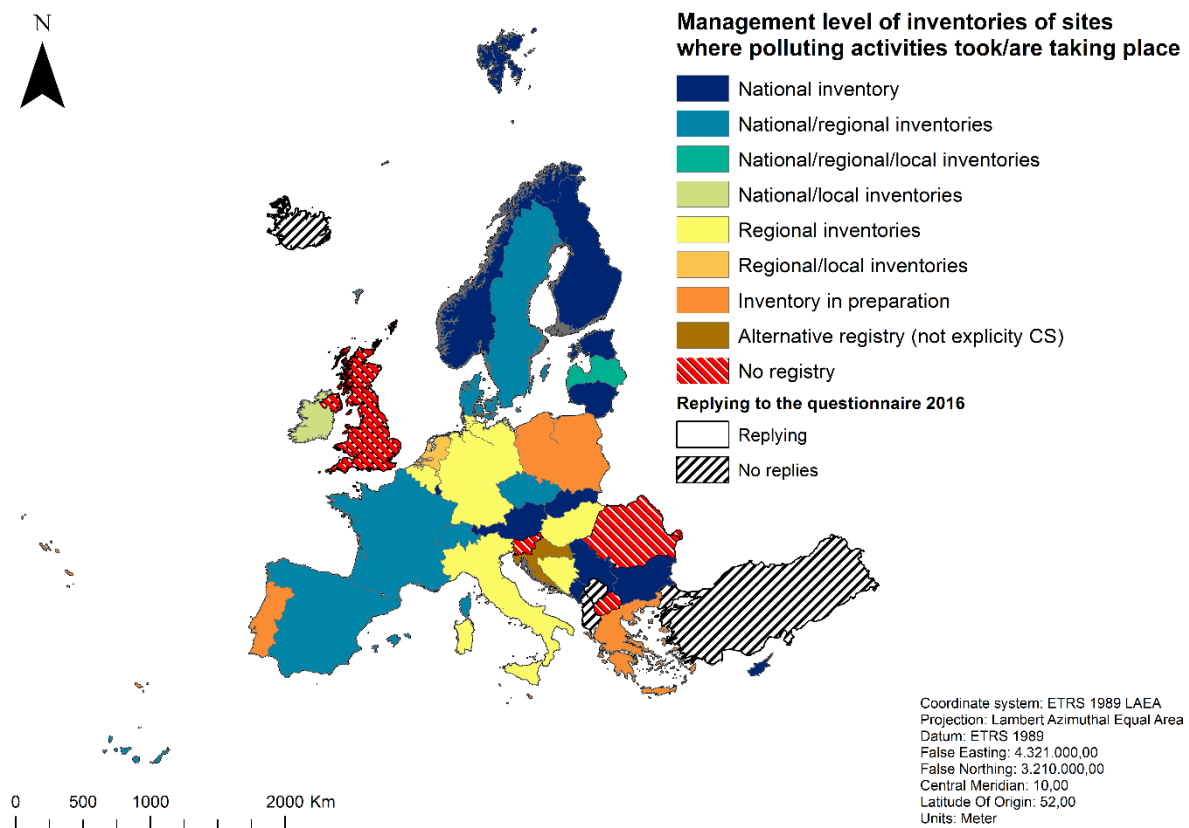 N
Management level of inventories of sites
where polluting activities took/are taking place
National inventory
National/regional inventories
National/regional/local inventories
National/local inventories
Regional inventories
Regional/local inventories
Inventory in preparation
Alternative registry (not explicity CS)
No registry
Replying to the questionnaire 2016
Replying
No replies
Coordinate system: ETRS 1989 LAEA
Projection: Lambert Azimuthal Equal Area
Datum: ETRS 1989
False Easting: 4.321.000,00
False Northing: 3.210.000,00
Central Meridian: 10,00
Latitude Of Origin: 52,00
Units: Meter
0 500 1000 2000 Km